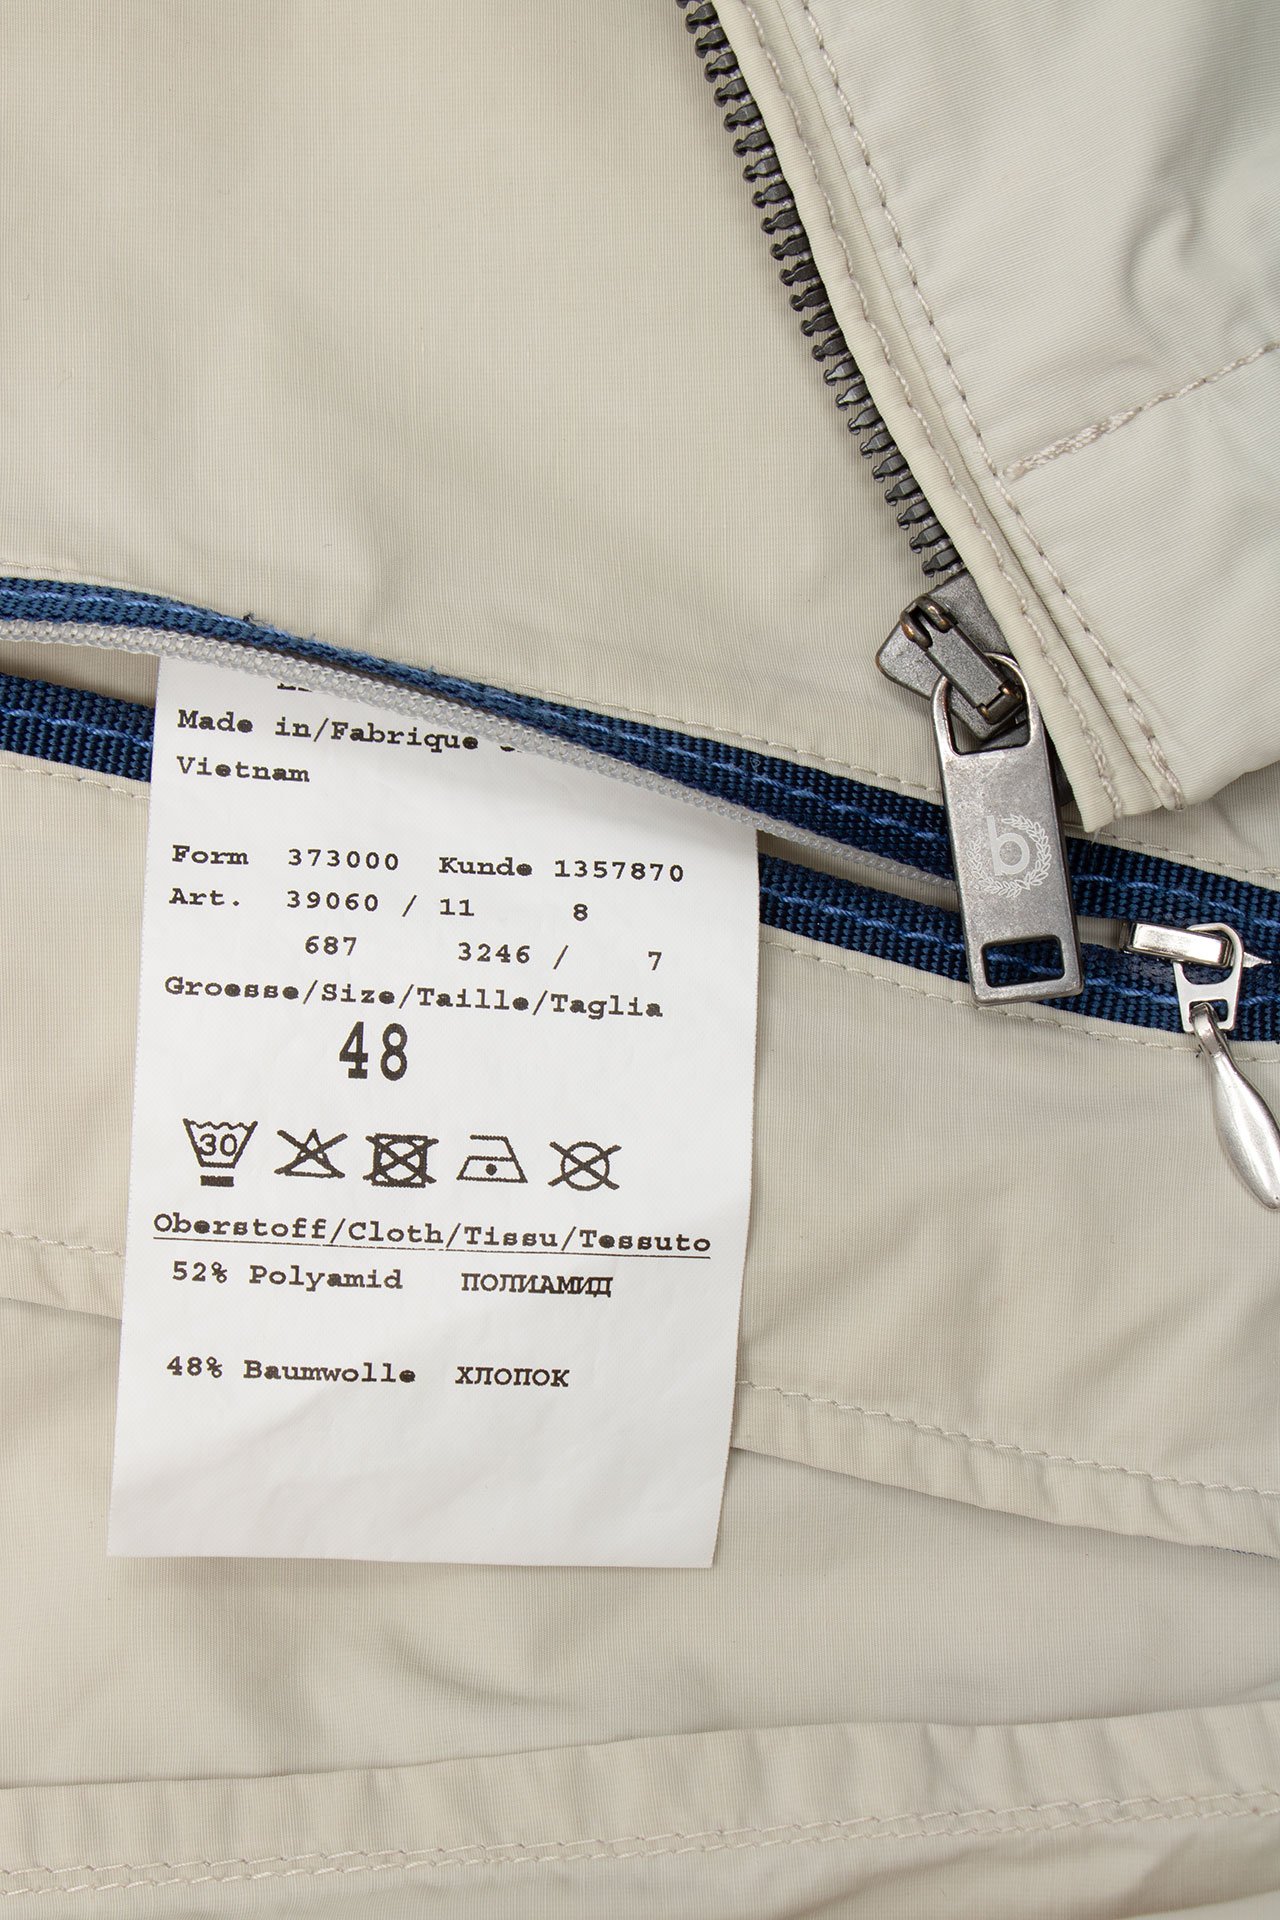 Made in/Fabrique
Vietnam
Form 373000 Kunde 1357870
Art. 39060 / 11 8
687 3246 / 7
Groesse/Size/Taille/Taglia
48
30
Oberstoff/Cloth/Tissu/Tessuto
52% Polyamid ПОЛИАМИД
48% Baumwolle ХЛОПОК
b